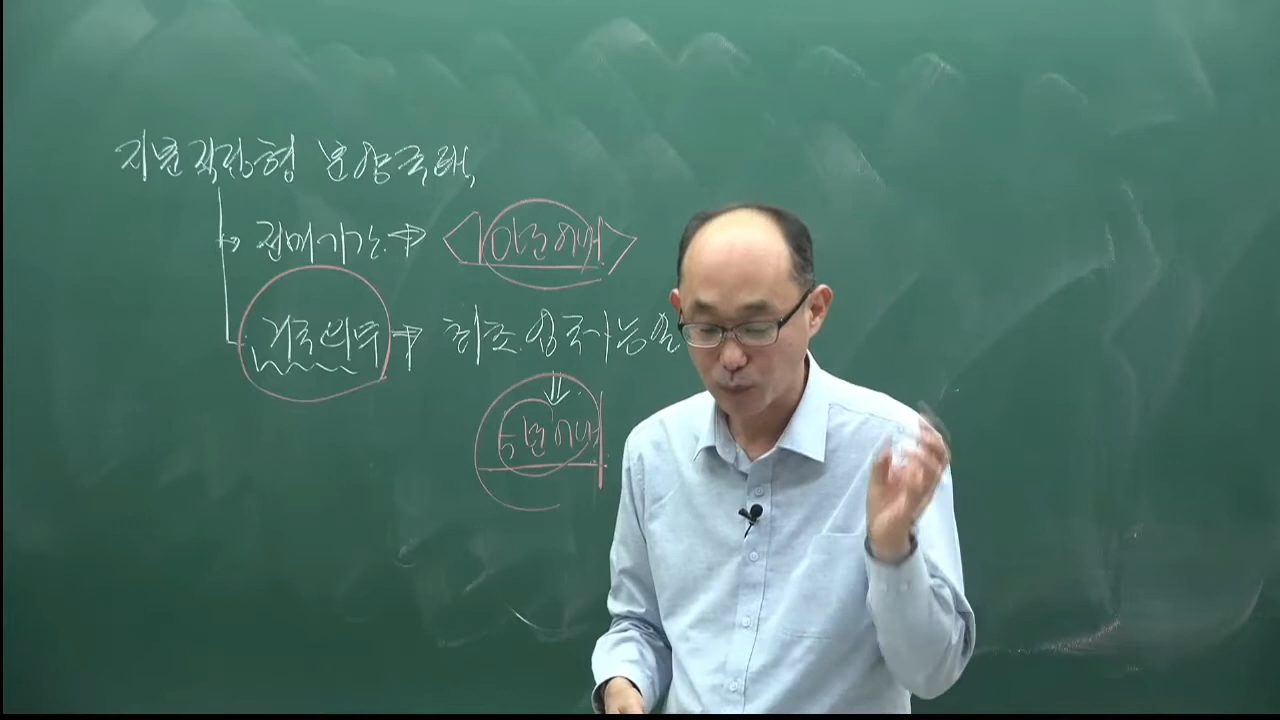 지분적립형 분양주택
→ 전매기간 → 10년 이내
거주의무 → 최초 입주가능일
⇓
5년 이내